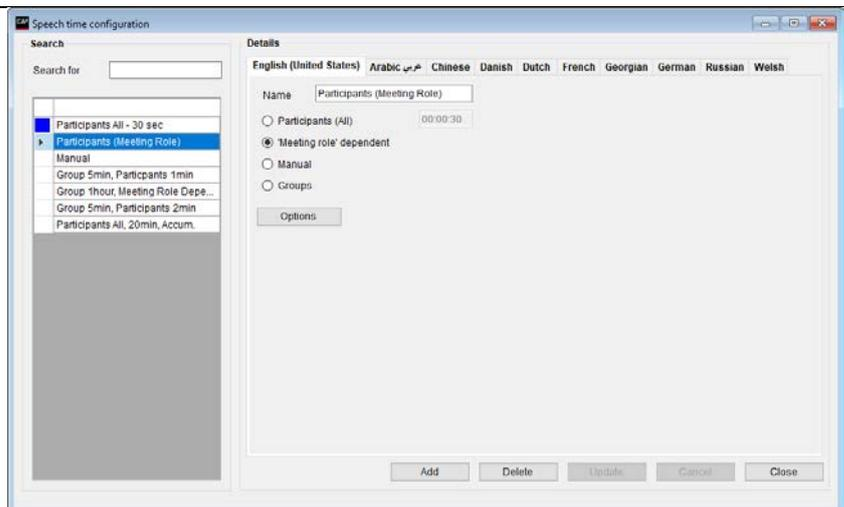 CAP Speech time configuration
Search
Search for
Participants All - 30 sec
Participants (Meeting Role)
Manual
Group 5min, Particpants 1min
Group 1hour, Meeting Role Depe...
Group 5min, Participants 2min
Participants All, 20min, Accum.
Details
English (United States) Arabic عربي Chinese Danish Dutch French Georgian German Russian Welsh
Name Participants (Meeting Role)
Participants (All) 00:00:30
'Meeting role' dependent
Manual
Groups
Options
Add Delete Update Cancel Close